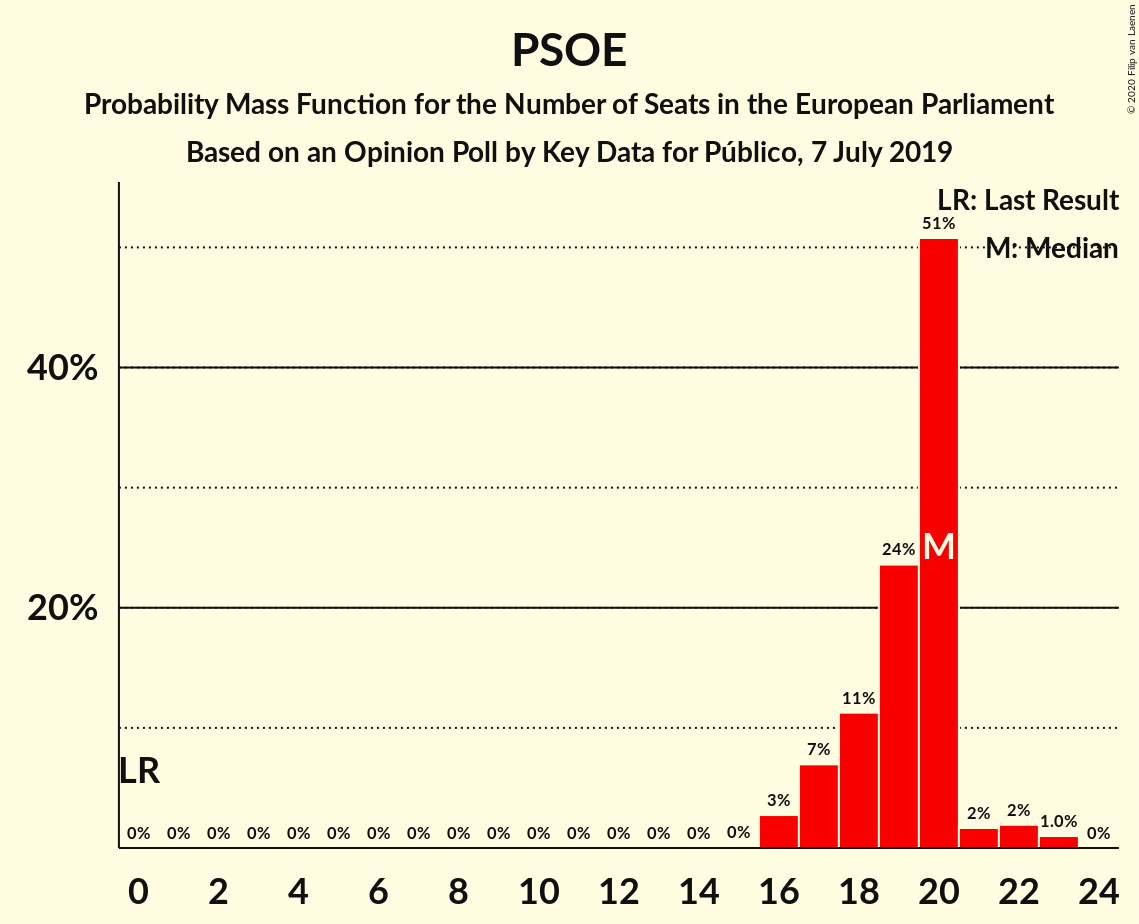 PSOE
Probability Mass Function for the Number of Seats in the European Parliament
Based on an Opinion Poll by Key Data for Público, 7 July 2019
© 2020 Filip van Laenen
LR: Last Result
M: Median
51%
40%
24%
M
20%
11%
7%
LR
3%
2%
2%
1.0%
0% 0% 0% 0% 0% 0% 0% 0% 0% 0% 0% 0% 0% 0% 0% 0% 0%
0 2 4 6 8 10 12 14 16 18 20 22 24